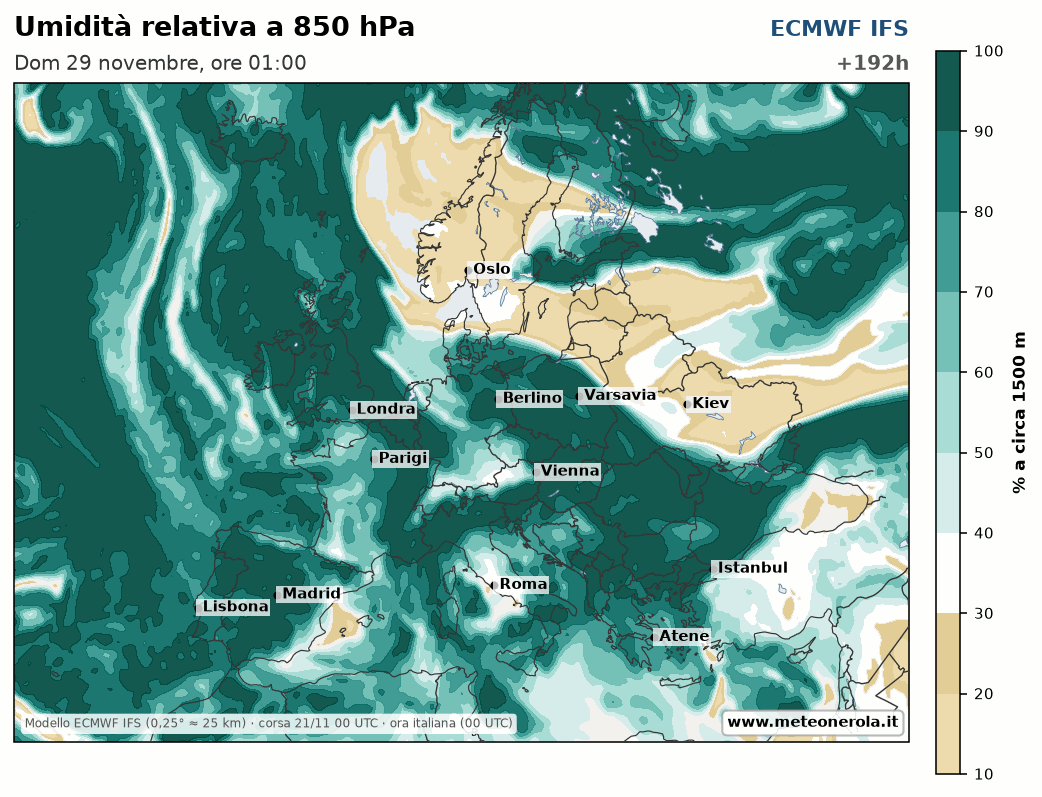 Umidità relativa a 850 hPa
ECMWF IFS
Dom 29 novembre, ore 01:00
+192h
100
90
80
70
60
50
40
30
20
10
% a circa 1500 m
Oslo
Berlino
Varsavia
Kiev
Londra
Parigi
Vienna
Istanbul
Roma
Madrid
Lisbona
Atene
Modello ECMWF IFS (0,25° ≈ 25 km) · corsa 21/11 00 UTC · ora italiana (00 UTC)
www.meteonerola.it